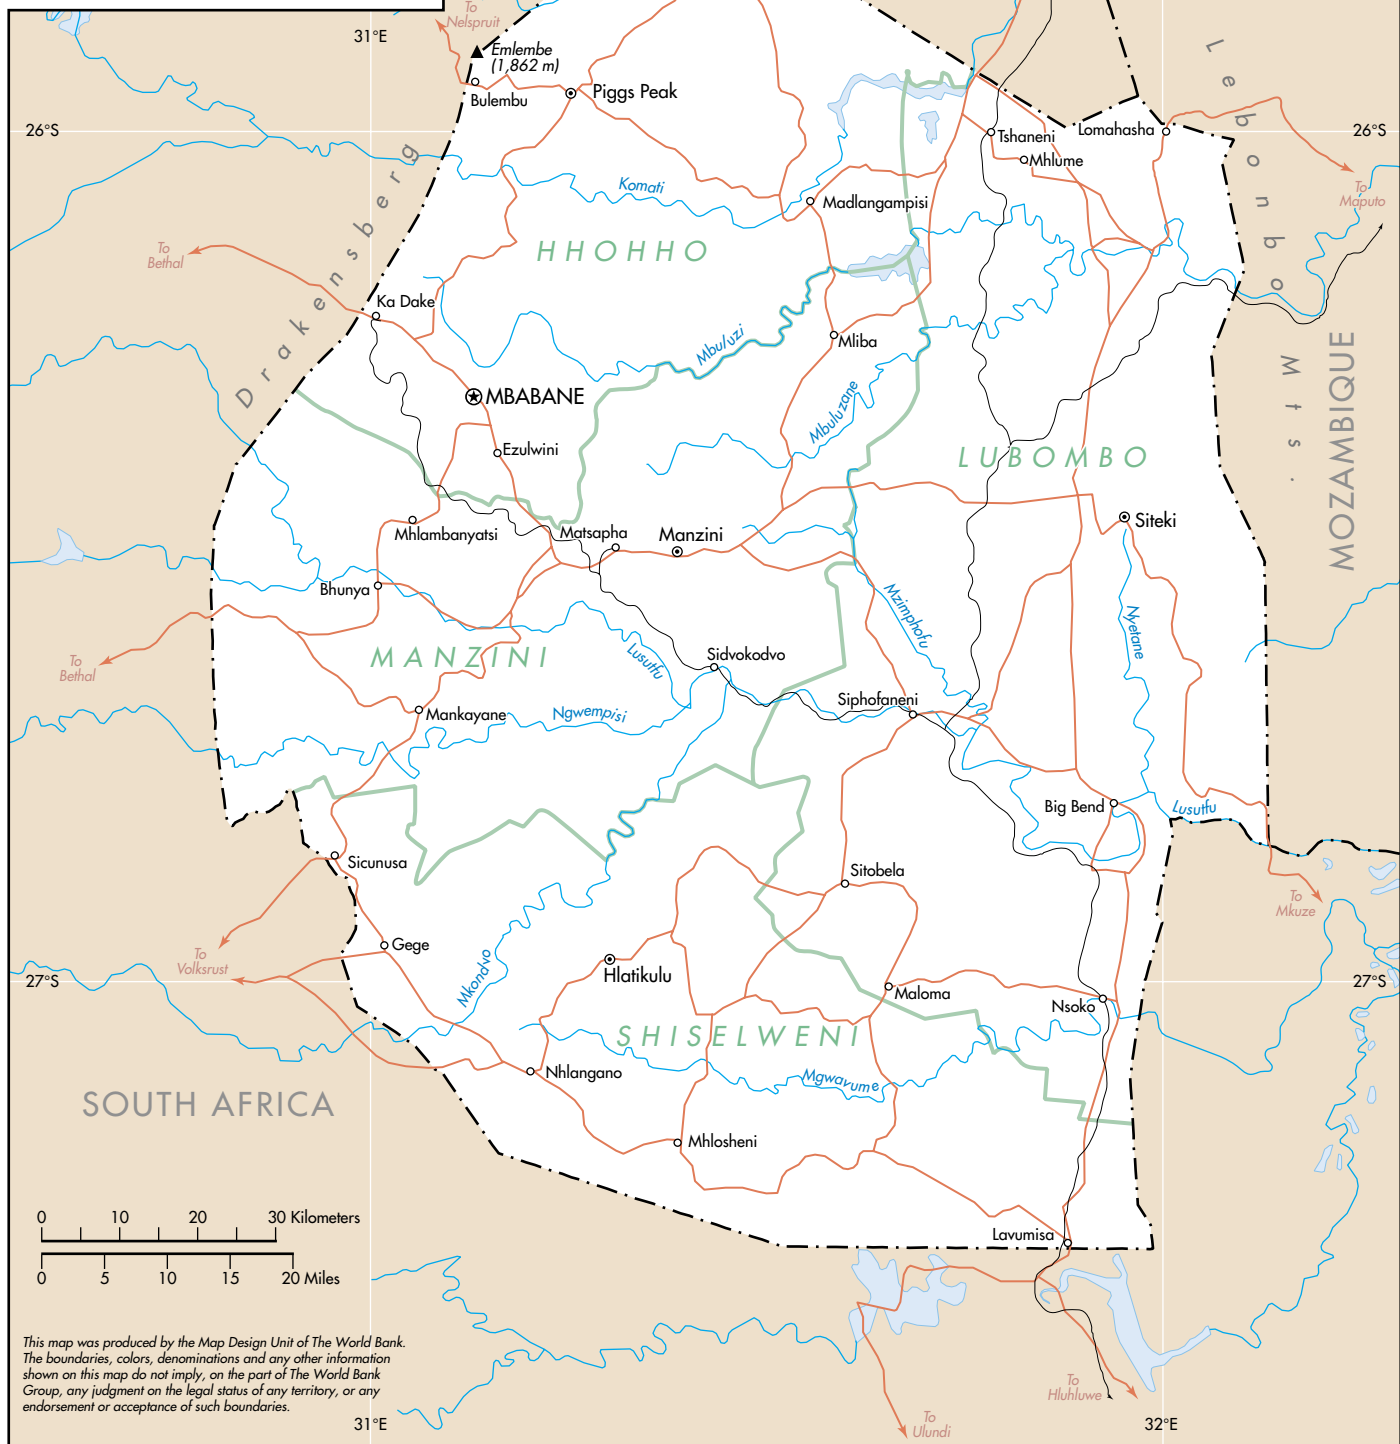 To
Nelspruit
31°E
Emlembe
(1,862 m)
Bulembu
Piggs Peak
Lebombo Mts.
26°S
Tshaneni
Lomahasha
26°S
Mhlume
To
Maputo
Komati
Madlangampisi
Drakensberg
To
Bethal
HHOHHO
Ka Dake
Mbuluzi
Mliba
MOZAMBIQUE
MBABANE
Mbuluzane
Ezulwini
LUBOMBO
Mhlambanyatsi
Matsapha
Manzini
Siteki
Bhunya
Mzimphofu
Nyetane
To
Bethal
MANZINI
Lusutfu
Sidvokodvo
Siphofaneni
Mankayane
Ngwempisi
Big Bend
Lusutfu
Sicunusa
Sitobela
To
Mkuze
Gege
To
Volksrust
Mkondvo
27°S
Hlatikulu
Maloma
Nsoko
27°S
SHISELWENI
Nhlangano
Mgwavume
SOUTH AFRICA
Mhlosheni
0 10 20 30 Kilometers
0 5 10 15 20 Miles
Lavumisa
This map was produced by the Map Design Unit of The World Bank.
The boundaries, colors, denominations and any other information
shown on this map do not imply, on the part of The World Bank
Group, any judgment on the legal status of any territory, or any
endorsement or acceptance of such boundaries.
To
Hluhluwe
31°E
To
Ulundi
32°E